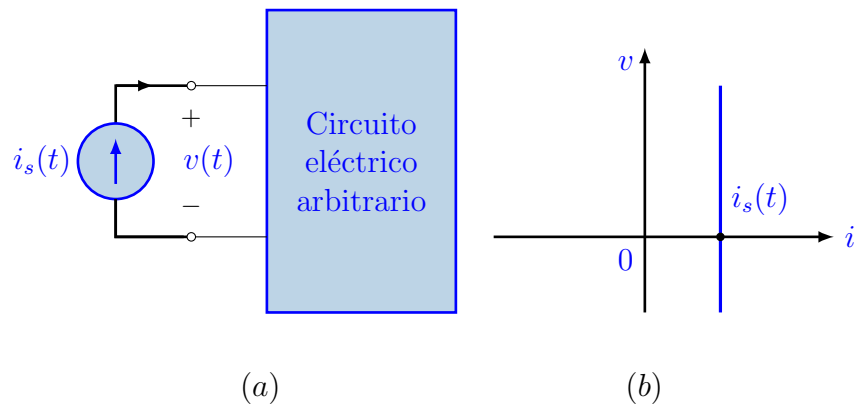 i_s(t)
+
v(t)
−
Circuito
eléctrico
arbitrario
v
i_s(t)
i
0
(a)
(b)